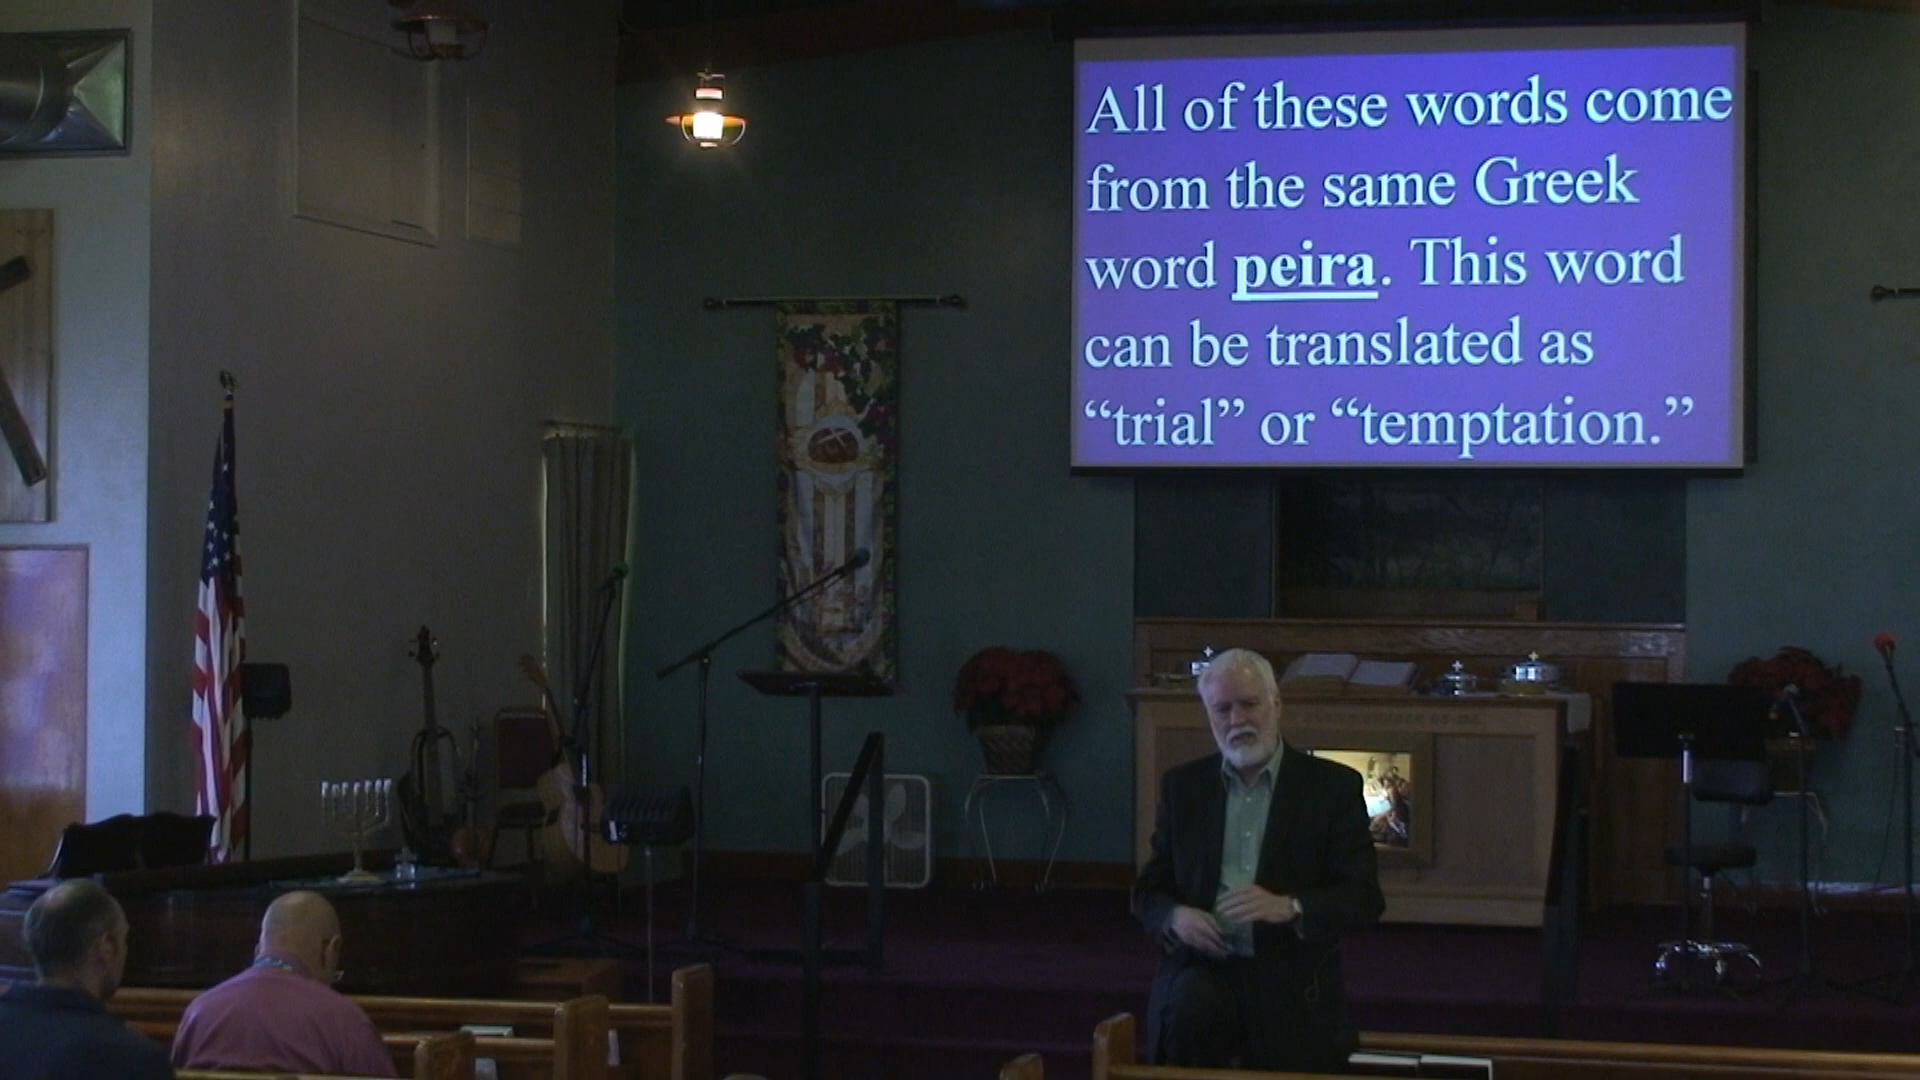 All of these words come
from the same Greek
word peira. This word
can be translated as
“trial” or “temptation.”